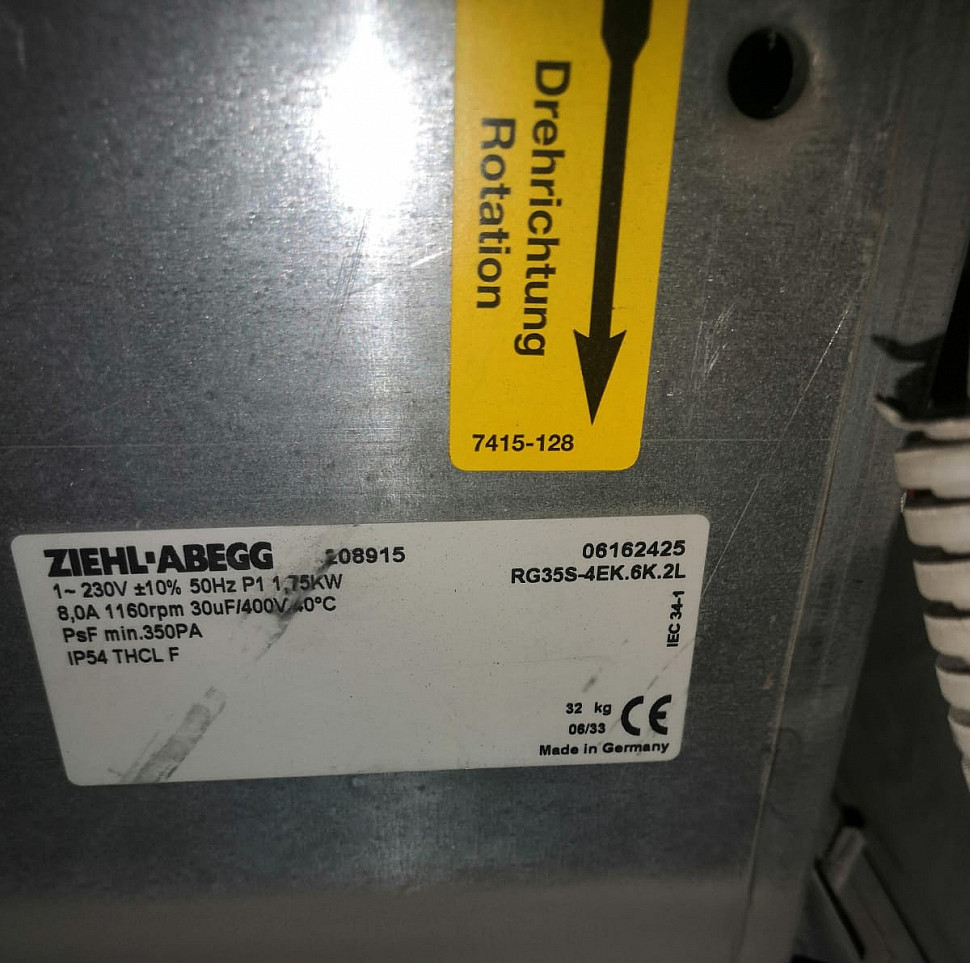 Drehrichtung
Rotation
7415-128
ZIEHL-ABEGG 208915
06162425
1~ 230V ±10% 50Hz P1 1,75KW
RG35S-4EK.6K.2L
8,0A 1160rpm 30uF/400V 40°C
PsF min.350PA
IP54 THCL F
IEC 34-1
32 kg CE
06/33
Made in Germany